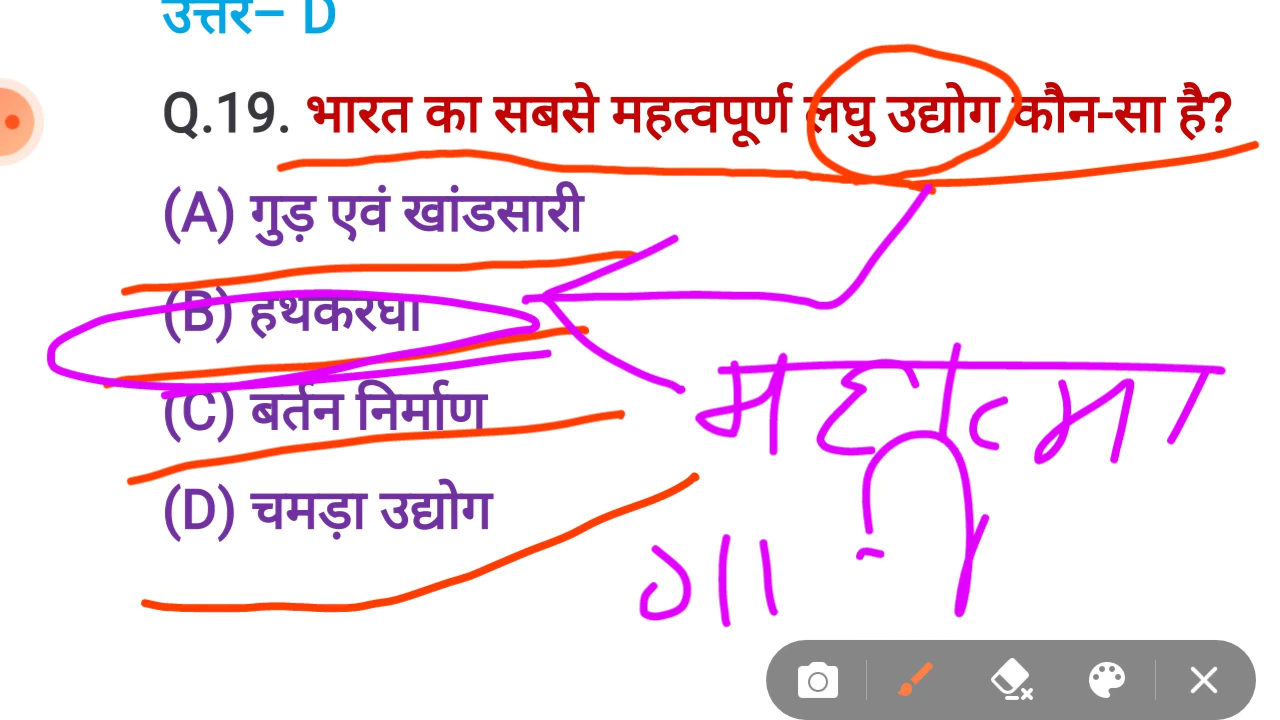 उत्तर– D
Q.19. भारत का सबसे महत्वपूर्ण लघु उद्योग कौन-सा है?
(A) गुड़ एवं खांडसारी
(B) हथकरघा
(C) बर्तन निर्माण
(D) चमड़ा उद्योग
महात्मा